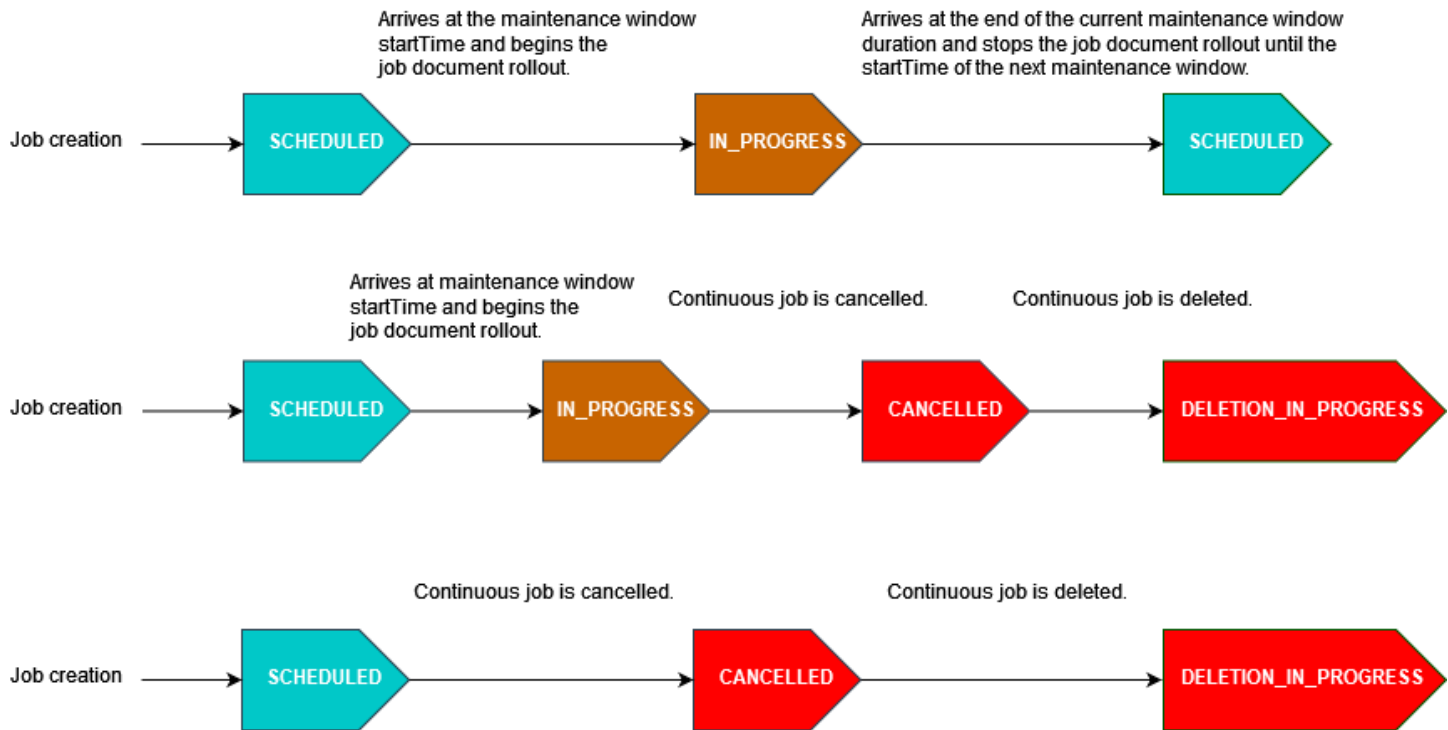 Arrives at the maintenance window
startTime and begins the
job document rollout.
Arrives at the end of the current maintenance window
duration and stops the job document rollout until the
startTime of the next maintenance window.
Job creation
SCHEDULED
IN_PROGRESS
SCHEDULED
Arrives at maintenance window
startTime and begins the
job document rollout.
Continuous job is cancelled.
Continuous job is deleted.
Job creation
SCHEDULED
IN_PROGRESS
CANCELLED
DELETION_IN_PROGRESS
Continuous job is cancelled.
Continuous job is deleted.
Job creation
SCHEDULED
CANCELLED
DELETION_IN_PROGRESS